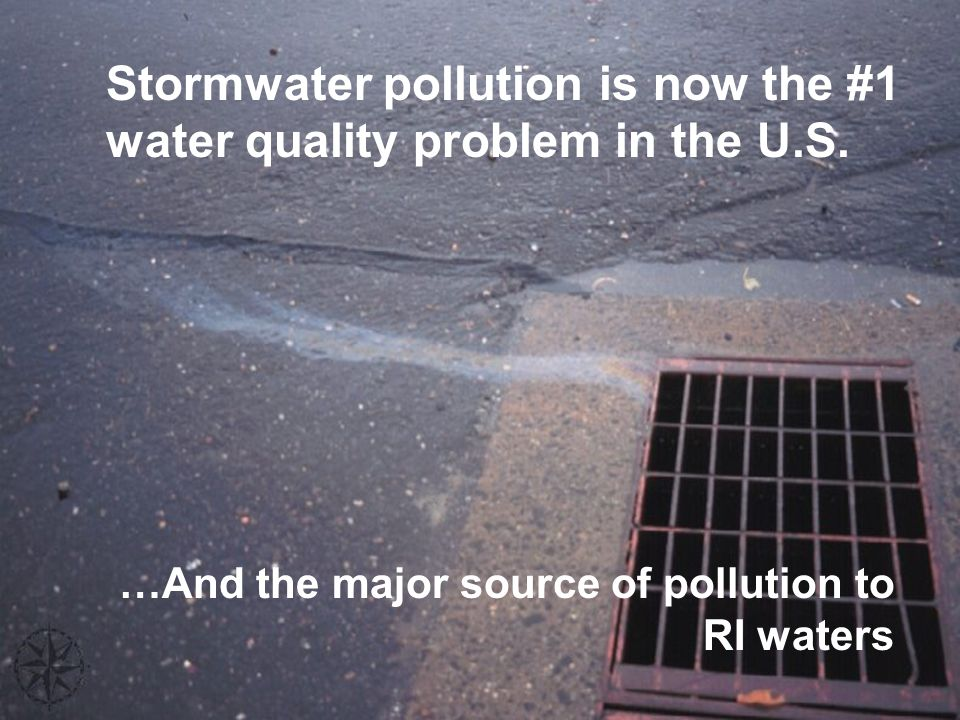 Stormwater pollution is now the #1
water quality problem in the U.S.
…And the major source of pollution to
RI waters